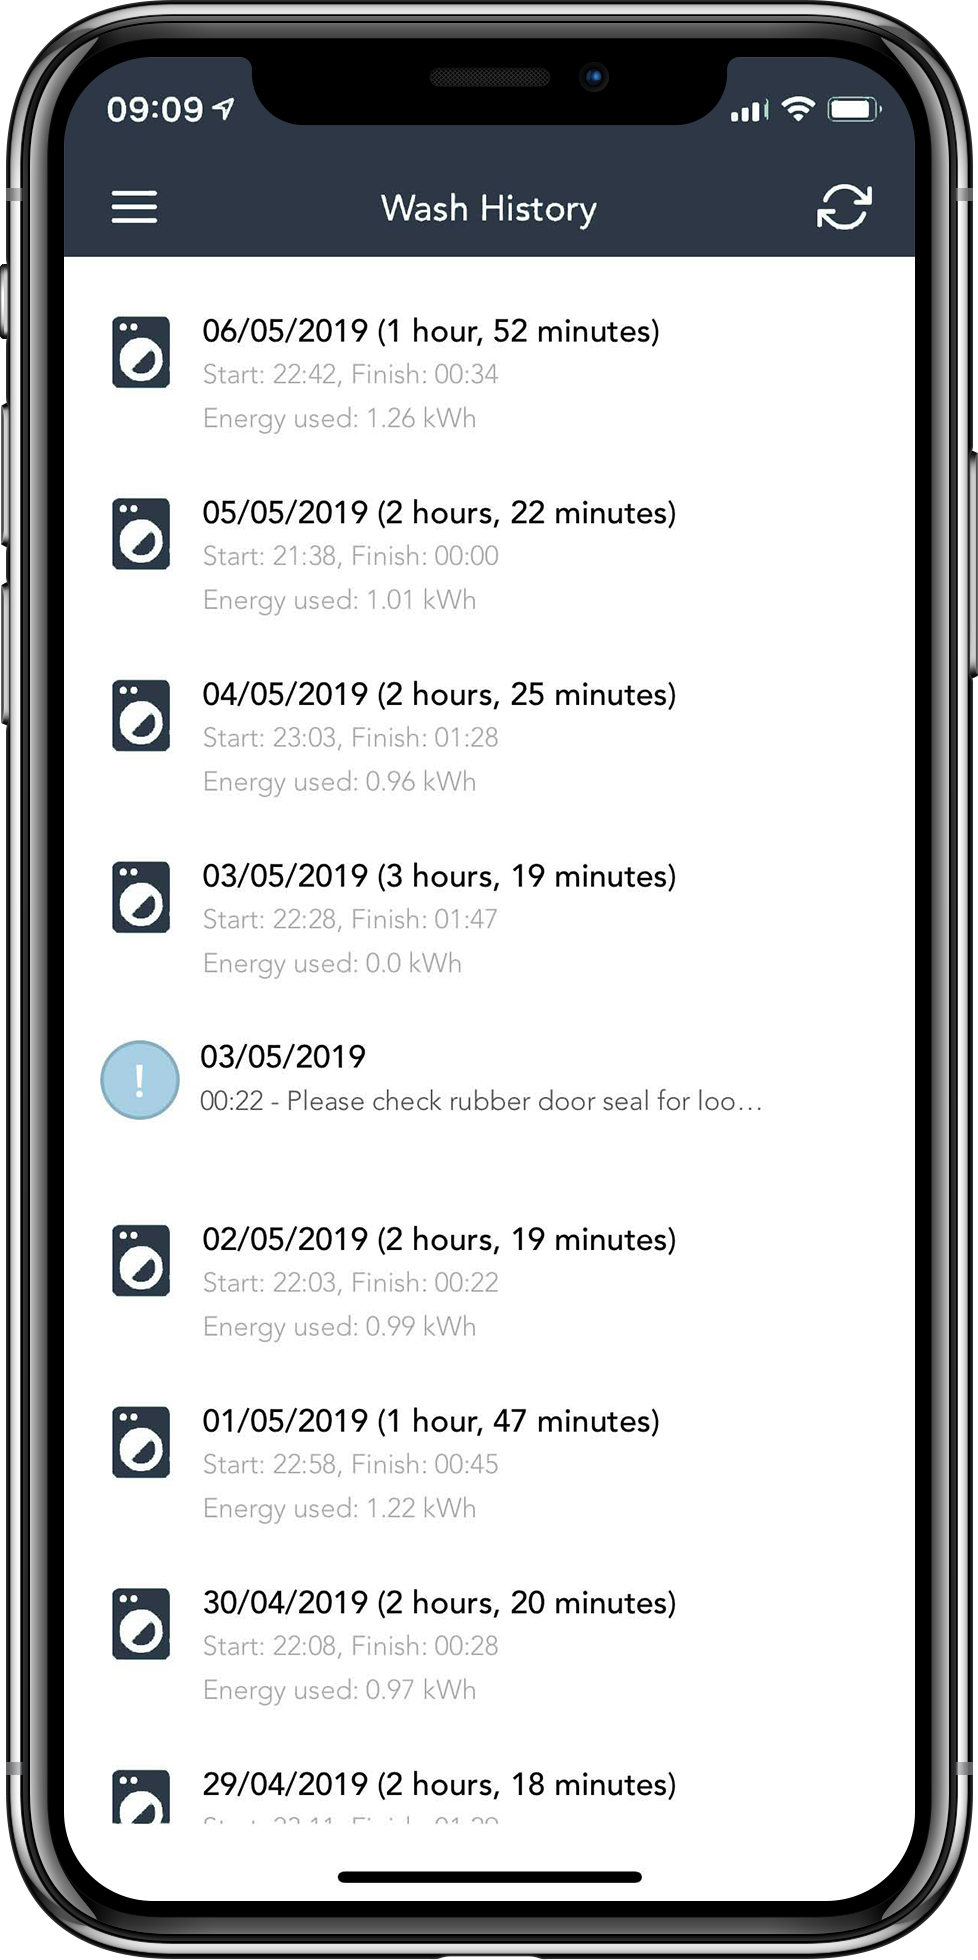 09:09
Wash History
06/05/2019 (1 hour, 52 minutes)
Start: 22:42, Finish: 00:34
Energy used: 1.26 kWh
05/05/2019 (2 hours, 22 minutes)
Start: 21:38, Finish: 00:00
Energy used: 1.01 kWh
04/05/2019 (2 hours, 25 minutes)
Start: 23:03, Finish: 01:28
Energy used: 0.96 kWh
03/05/2019 (3 hours, 19 minutes)
Start: 22:28, Finish: 01:47
Energy used: 0.0 kWh
!
03/05/2019
00:22 - Please check rubber door seal for loo...
02/05/2019 (2 hours, 19 minutes)
Start: 22:03, Finish: 00:22
Energy used: 0.99 kWh
01/05/2019 (1 hour, 47 minutes)
Start: 22:58, Finish: 00:45
Energy used: 1.22 kWh
30/04/2019 (2 hours, 20 minutes)
Start: 22:08, Finish: 00:28
Energy used: 0.97 kWh
29/04/2019 (2 hours, 18 minutes)